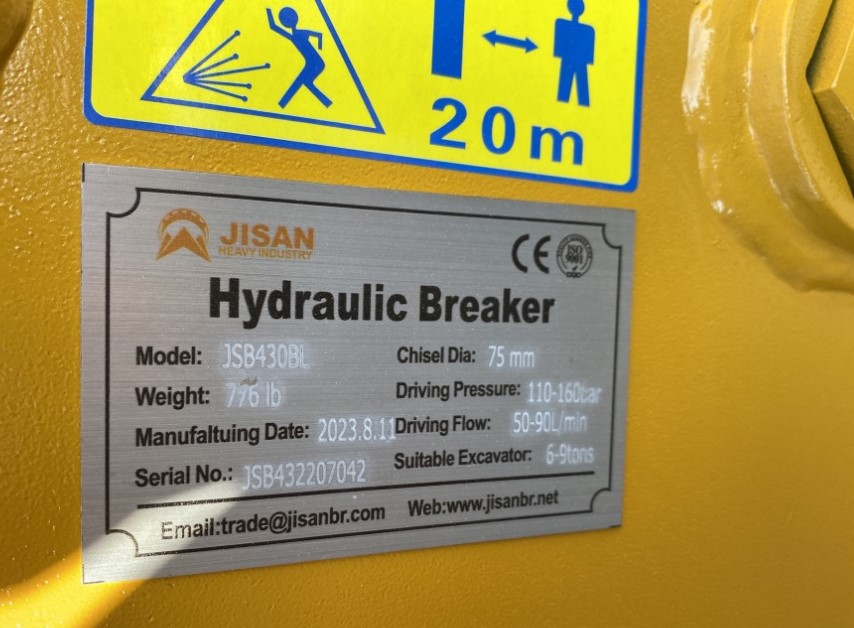 20m
JISAN
HEAVY INDUSTRY
CE ISO 9001
Hydraulic Breaker
Model: JSB430BL Chisel Dia: 75 mm
Weight: 776 lb Driving Pressure: 110-160bar
Manufaltuing Date: 2023.8.11 Driving Flow: 50-90L/min
Serial No.: JSB432207042 Suitable Excavator: 6-9tons
Email:trade@jisanbr.com Web:www.jisanbr.net